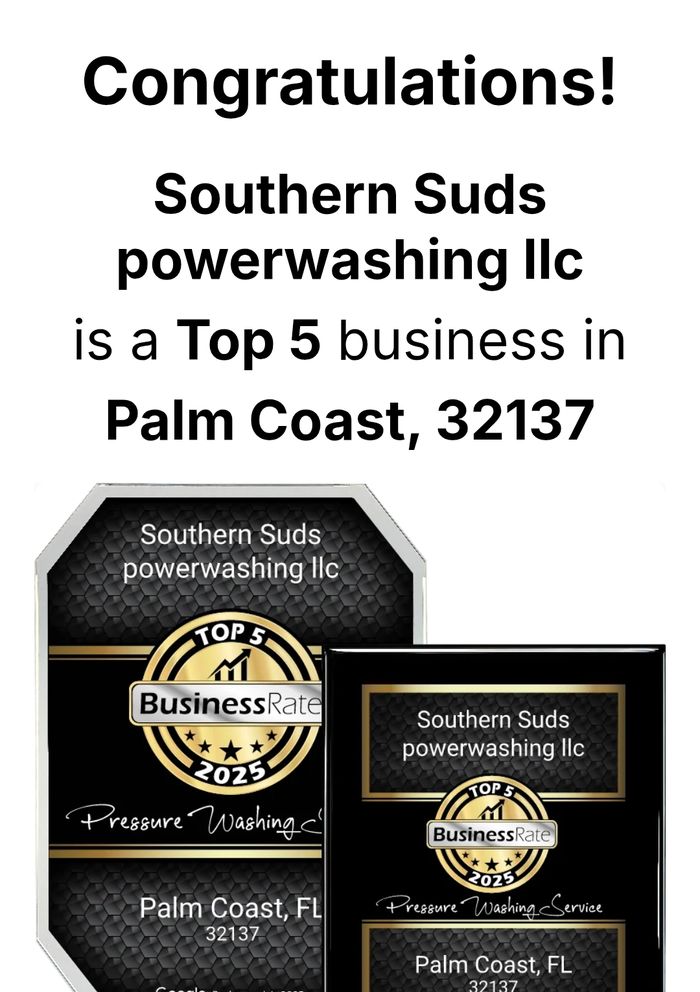 Congratulations!
Southern Suds
powerwashing llc
is a Top 5 business in
Palm Coast, 32137
Southern Suds
powerwashing llc
TOP 5
BusinessRate
2025
Pressure Washing S
Palm Coast, FL
32137
Southern Suds
powerwashing llc
TOP 5
BusinessRate
2025
Pressure Washing Service
Palm Coast, FL
32137